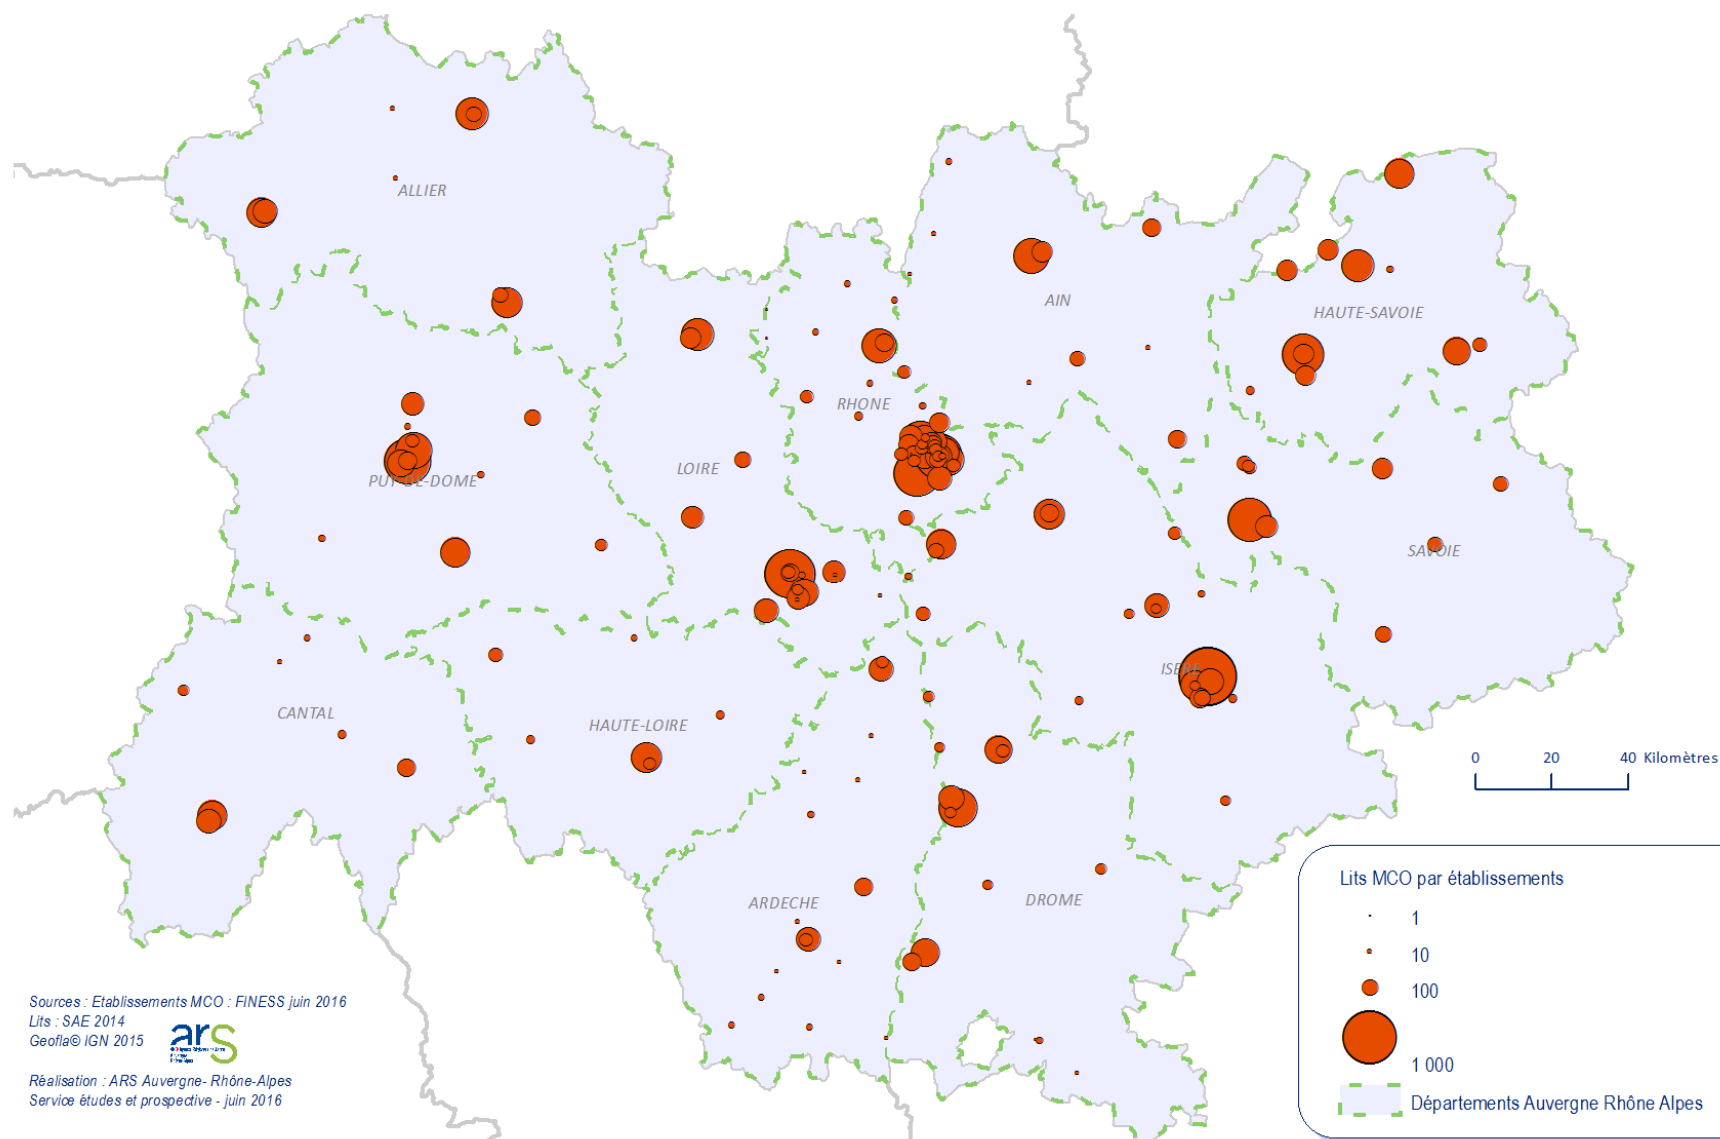 ALLIER
AIN
HAUTE-SAVOIE
RHONE
LOIRE
PUY-DE-DOME
SAVOIE
ISERE
CANTAL
HAUTE-LOIRE
ARDECHE
DROME
0 20 40 Kilomètres
Lits MCO par établissements
1
10
100
1 000
Départements Auvergne Rhône Alpes
Sources : Etablissements MCO : FINESS juin 2016
Lits : SAE 2014
Geofla© IGN 2015
ars
Réalisation : ARS Auvergne- Rhône-Alpes
Service études et prospective - juin 2016